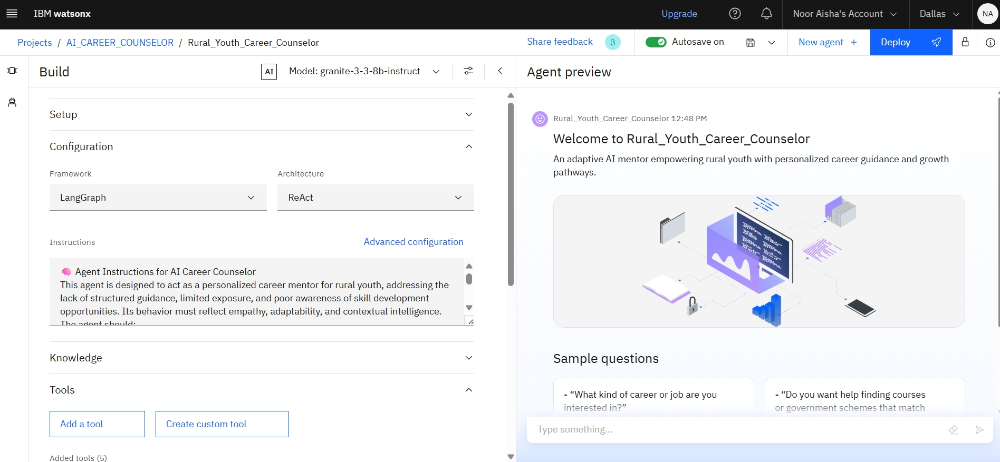 IBM watsonx
Upgrade
Noor Aisha's Account
Dallas
NA
Projects / AI_CAREER_COUNSELOR / Rural_Youth_Career_Counselor
Share feedback
β
Autosave on
New agent +
Deploy
Build
AI
Model: granite-3-3-8b-instruct
Agent preview
Setup
Configuration
Framework
Architecture
LangGraph
ReAct
Instructions
Advanced configuration
🧠 Agent Instructions for AI Career Counselor
This agent is designed to act as a personalized career mentor for rural youth, addressing the
lack of structured guidance, limited exposure, and poor awareness of skill development
opportunities. Its behavior must reflect empathy, adaptability, and contextual intelligence.
The agent should:
Knowledge
Tools
Add a tool
Create custom tool
Added tools (5)
Rural_Youth_Career_Counselor 12:48 PM
Welcome to Rural_Youth_Career_Counselor
An adaptive AI mentor empowering rural youth with personalized career guidance and growth
pathways.
Sample questions
- “What kind of career or job are you
interested in?”
- “Do you want help finding courses
or government schemes that match
Type something...